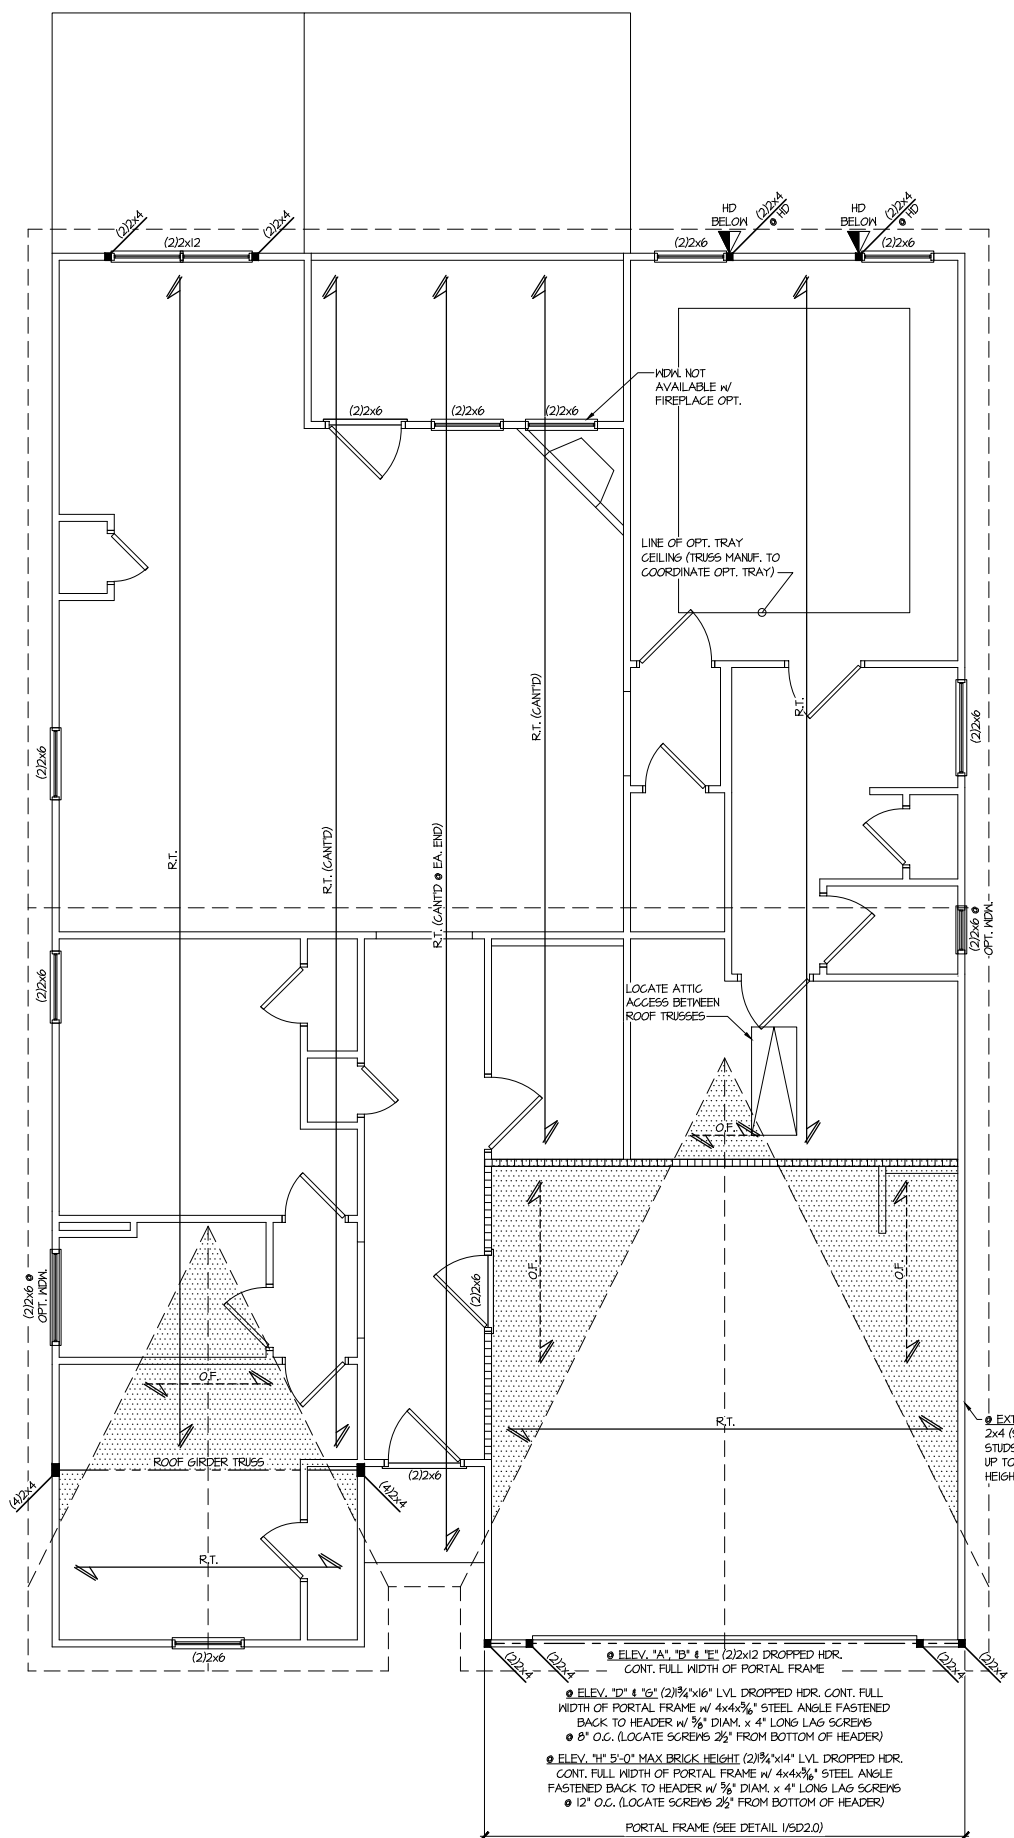 (2)2x4
(2)2x12
(2)2x4
HD
BELOW
(2)2x4
@ HD
HD
BELOW
(2)2x4
@ HD
(2)2x6
(2)2x6
WDW. NOT
AVAILABLE W/
FIREPLACE OPT.
(2)2x6
(2)2x6
(2)2x6
LINE OF OPT. TRAY
CEILING (TRUSS MANUF. TO
COORDINATE OPT. TRAY)
R.T. (CANT'D)
R.T.
(2)2x6
(2)2x6
R.T.
R.T. (CANT'D)
R.T. (CANT'D @ EA. END)
(2)2x6 @
OPT. WDW.
(2)2x6
LOCATE ATTIC
ACCESS BETWEEN
ROOF TRUSSES
O.F.
(2)2x6 @
OPT. WDW.
O.F.
(2)2x6
O.F.
O.F.
R.T.
@ EXT
2x4 (S
STUDS
UP TO
HEIGH
ROOF GIRDER TRUSS
(4)2x4
(4)2x4
(2)2x6
R.T.
(2)2x6
(2)2x4
(2)2x4
(2)2x4
(2)2x4
@ ELEV. "A", "B" & "E" (2)2x12 DROPPED HDR.
CONT. FULL WIDTH OF PORTAL FRAME
@ ELEV. "D" & "G" (2)1¾"x16" LVL DROPPED HDR. CONT. FULL
WIDTH OF PORTAL FRAME W/ 4x4x5/16" STEEL ANGLE FASTENED
BACK TO HEADER W/ ⅝" DIAM. x 4" LONG LAG SCREWS
@ 8" O.C. (LOCATE SCREWS 2½" FROM BOTTOM OF HEADER)
@ ELEV. "H" 5'-0" MAX BRICK HEIGHT (2)1¾"x14" LVL DROPPED HDR.
CONT. FULL WIDTH OF PORTAL FRAME W/ 4x4x5/16" STEEL ANGLE
FASTENED BACK TO HEADER W/ ⅝" DIAM. x 4" LONG LAG SCREWS
@ 12" O.C. (LOCATE SCREWS 2½" FROM BOTTOM OF HEADER)
PORTAL FRAME (SEE DETAIL 1/SD2.0)